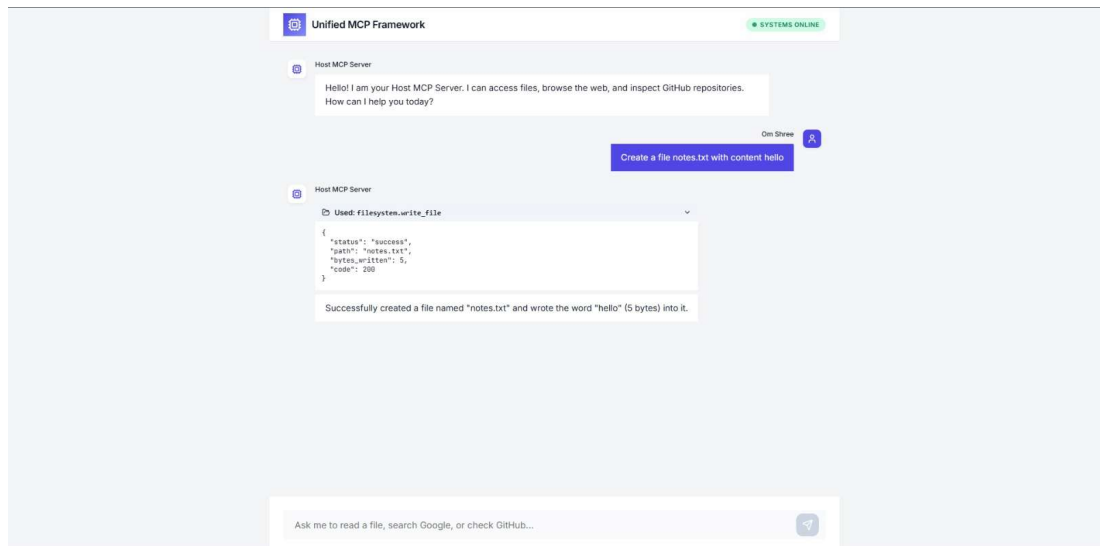 Unified MCP Framework
SYSTEMS ONLINE
Host MCP Server
Hello! I am your Host MCP Server. I can access files, browse the web, and inspect GitHub repositories.
How can I help you today?
Om Shree
Create a file notes.txt with content hello
Host MCP Server
Used: filesystem.write_file
{
"status": "success",
"path": "notes.txt",
"bytes_written": 5,
"code": 200
}
Successfully created a file named "notes.txt" and wrote the word "hello" (5 bytes) into it.
Ask me to read a file, search Google, or check GitHub...